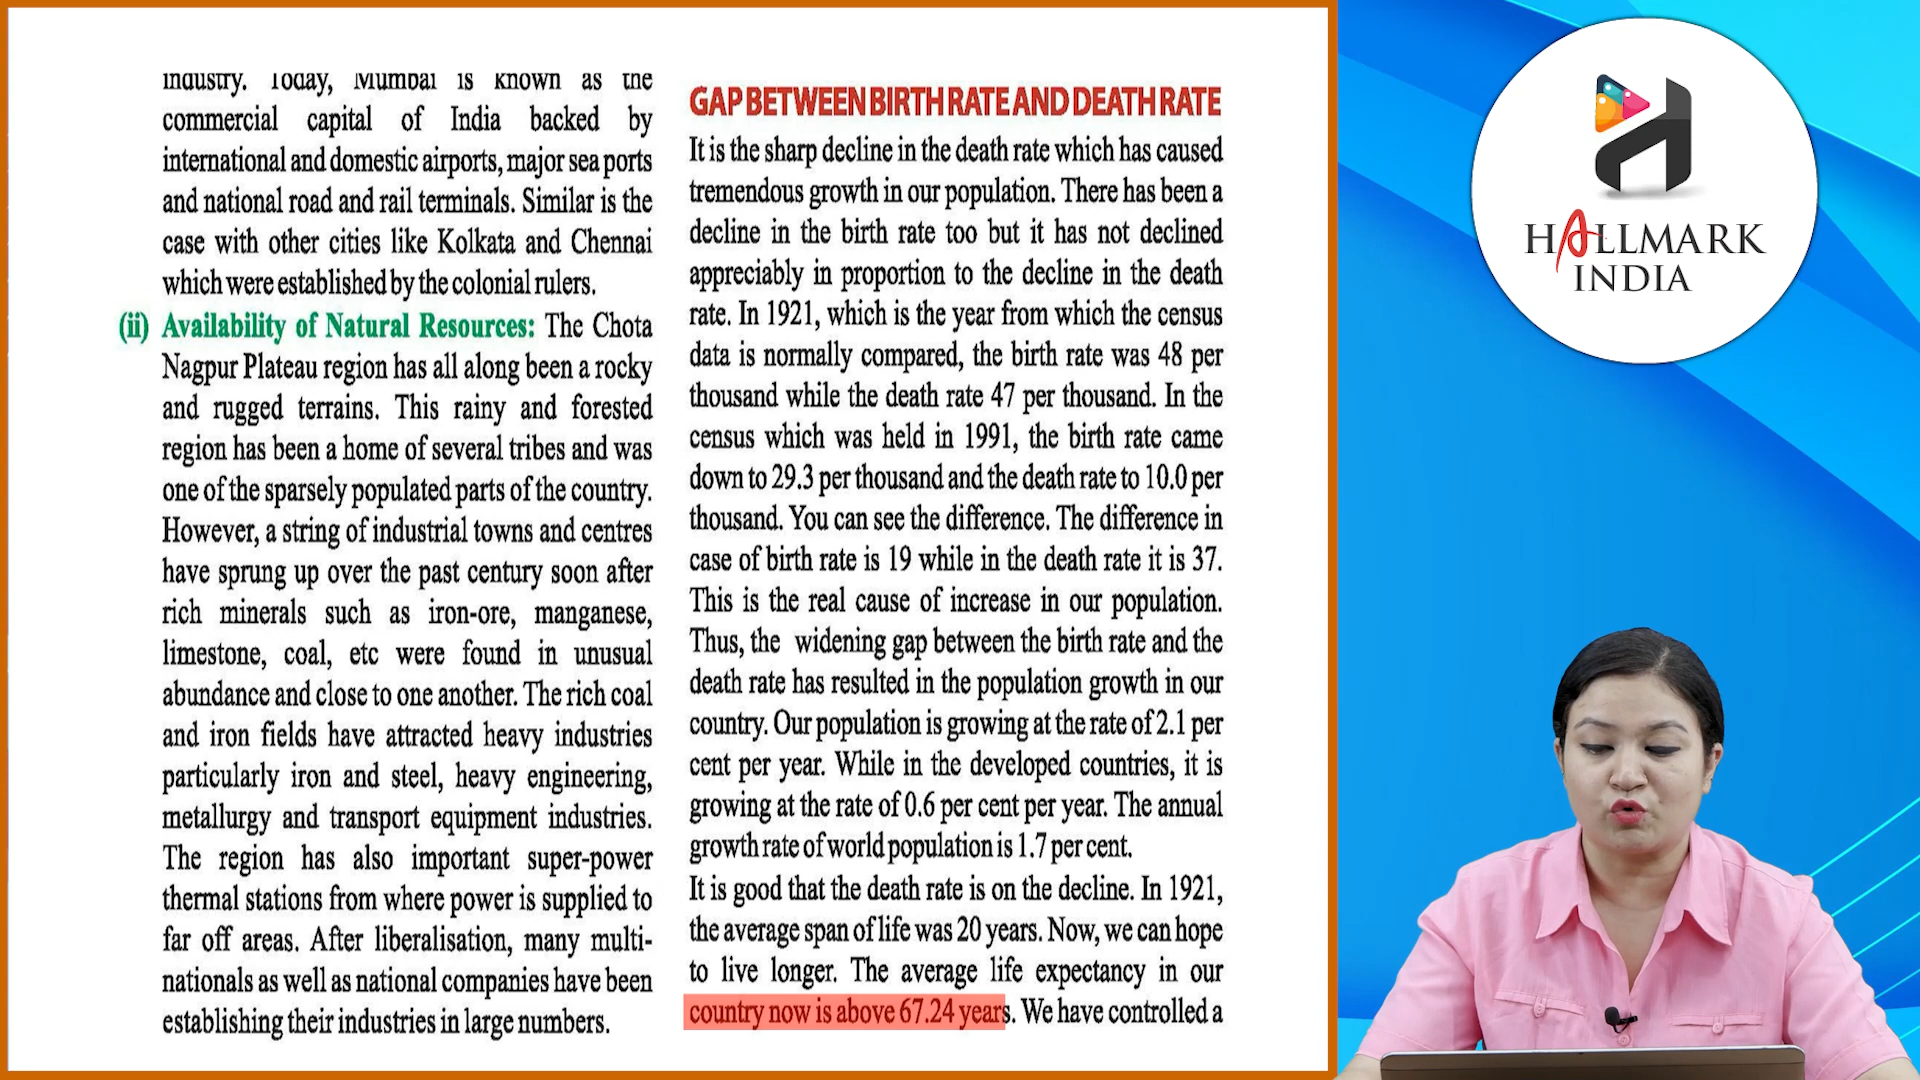 industry. Today, Mumbai is known as the
commercial capital of India backed by
international and domestic airports, major sea ports
and national road and rail terminals. Similar is the
case with other cities like Kolkata and Chennai
which were established by the colonial rulers.
(ii) Availability of Natural Resources: The Chota
Nagpur Plateau region has all along been a rocky
and rugged terrains. This rainy and forested
region has been a home of several tribes and was
one of the sparsely populated parts of the country.
However, a string of industrial towns and centres
have sprung up over the past century soon after
rich minerals such as iron-ore, manganese,
limestone, coal, etc were found in unusual
abundance and close to one another. The rich coal
and iron fields have attracted heavy industries
particularly iron and steel, heavy engineering,
metallurgy and transport equipment industries.
The region has also important super-power
thermal stations from where power is supplied to
far off areas. After liberalisation, many multi-
nationals as well as national companies have been
establishing their industries in large numbers.
GAP BETWEEN BIRTH RATE AND DEATH RATE
It is the sharp decline in the death rate which has caused
tremendous growth in our population. There has been a
decline in the birth rate too but it has not declined
appreciably in proportion to the decline in the death
rate. In 1921, which is the year from which the census
data is normally compared, the birth rate was 48 per
thousand while the death rate 47 per thousand. In the
census which was held in 1991, the birth rate came
down to 29.3 per thousand and the death rate to 10.0 per
thousand. You can see the difference. The difference in
case of birth rate is 19 while in the death rate it is 37.
This is the real cause of increase in our population.
Thus, the widening gap between the birth rate and the
death rate has resulted in the population growth in our
country. Our population is growing at the rate of 2.1 per
cent per year. While in the developed countries, it is
growing at the rate of 0.6 per cent per year. The annual
growth rate of world population is 1.7 per cent.
It is good that the death rate is on the decline. In 1921,
the average span of life was 20 years. Now, we can hope
to live longer. The average life expectancy in our
country now is above 67.24 years. We have controlled a
HALLMARK
INDIA